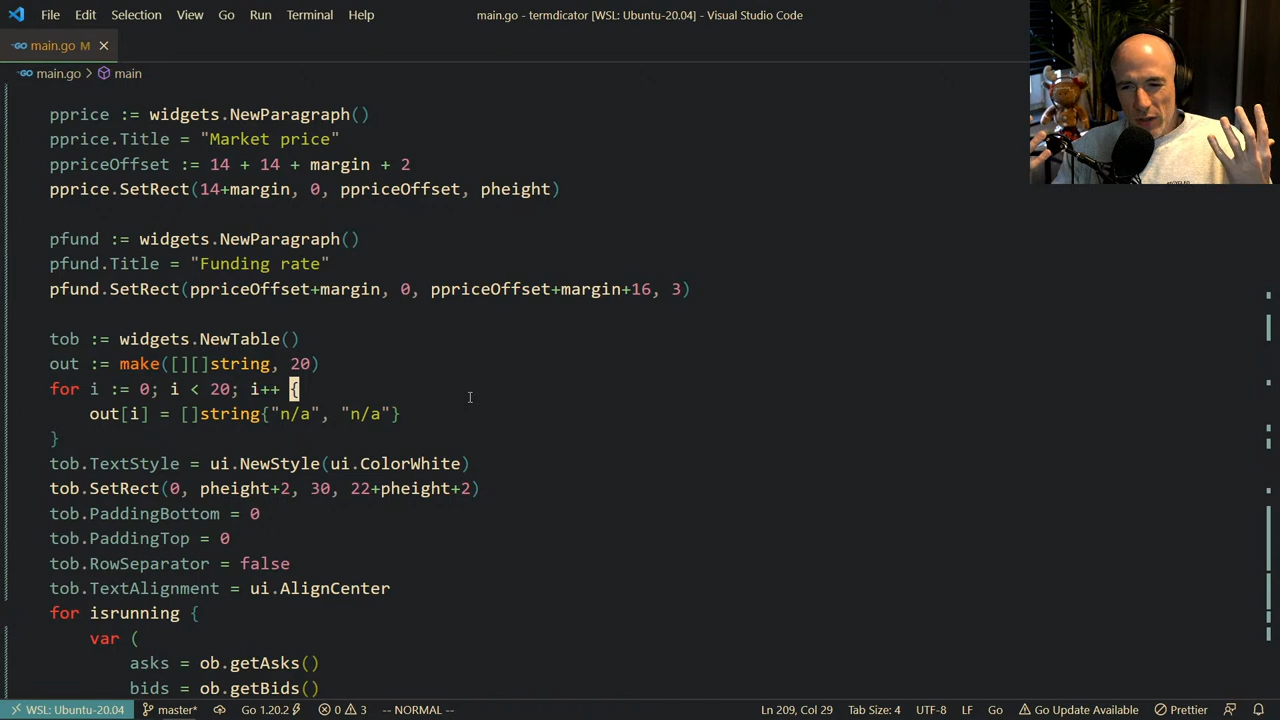 File Edit Selection View Go Run Terminal Help main.go - termdicator [WSL: Ubuntu-20.04] - Visual Studio Code
main.go M
main.go > main
pprice := widgets.NewParagraph()
pprice.Title = "Market price"
ppriceOffset := 14 + 14 + margin + 2
pprice.SetRect(14+margin, 0, ppriceOffset, pheight)
pfund := widgets.NewParagraph()
pfund.Title = "Funding rate"
pfund.SetRect(ppriceOffset+margin, 0, ppriceOffset+margin+16, 3)
tob := widgets.NewTable()
out := make([][]string, 20)
for i := 0; i < 20; i++ {
out[i] = []string{"n/a", "n/a"}
}
tob.TextStyle = ui.NewStyle(ui.ColorWhite)
tob.SetRect(0, pheight+2, 30, 22+pheight+2)
tob.PaddingBottom = 0
tob.PaddingTop = 0
tob.RowSeparator = false
tob.TextAlignment = ui.AlignCenter
for isrunning {
var (
asks = ob.getAsks()
bids = ob.getBids()
WSL: Ubuntu-20.04 master* Go 1.20.2 0 3 -- NORMAL -- Ln 209, Col 29 Tab Size: 4 UTF-8 LF Go Go Update Available Prettier